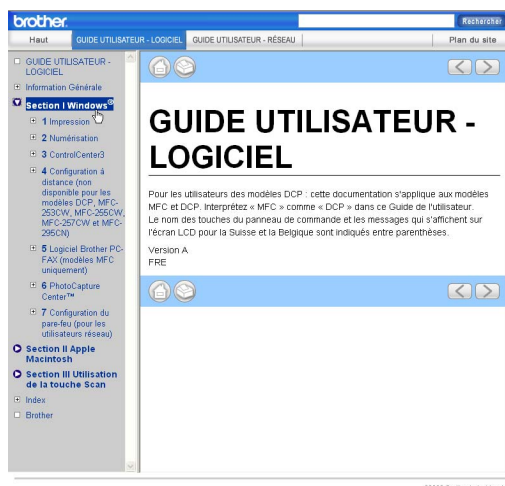 brother.
Rechercher
Haut
GUIDE UTILISATEUR - LOGICIEL
GUIDE UTILISATEUR - RÉSEAU
Plan du site
GUIDE UTILISATEUR -
LOGICIEL
Information Générale
Section I Windows®
1 Impression
2 Numérisation
3 ControlCenter3
4 Configuration à
distance (non
disponible pour les
modèles DCP, MFC-
253CW, MFC-255CW,
MFC-257CW et MFC-
295CN)
5 Logiciel Brother PC-
FAX (modèles MFC
uniquement)
6 PhotoCapture
Center™
7 Configuration du
pare-feu (pour les
utilisateurs réseau)
Section II Apple
Macintosh
Section III Utilisation
de la touche Scan
Index
Brother
GUIDE UTILISATEUR -
LOGICIEL
Pour les utilisateurs des modèles DCP : cette documentation s'applique aux modèles
MFC et DCP. Interprétez « MFC » comme « DCP » dans ce Guide de l'utilisateur.
Le nom des touches du panneau de commande et les messages qui s'affichent sur
l'écran LCD pour la Suisse et la Belgique sont indiqués entre parenthèses.
Version A
FRE